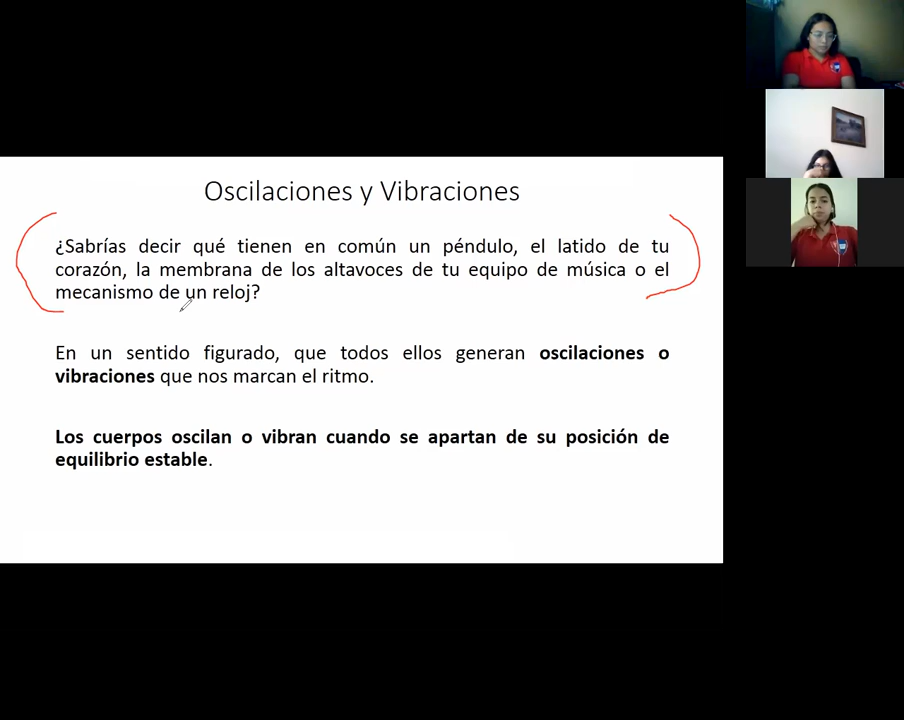 Oscilaciones y Vibraciones
¿Sabrías decir qué tienen en común un péndulo, el latido de tu
corazón, la membrana de los altavoces de tu equipo de música o el
mecanismo de un reloj?
En un sentido figurado, que todos ellos generan oscilaciones o
vibraciones que nos marcan el ritmo.
Los cuerpos oscilan o vibran cuando se apartan de su posición de
equilibrio estable.